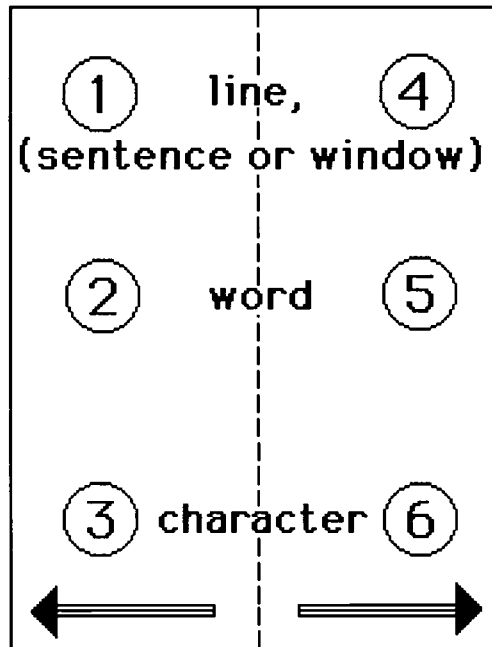 1 line, 4
(sentence or window)
2 word 5
3 character 6